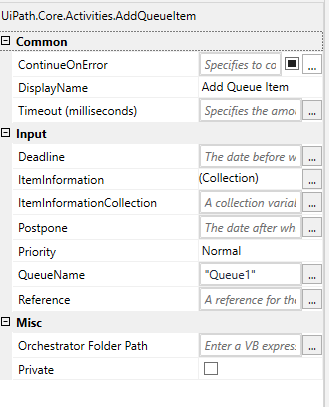 UiPath.Core.Activities.AddQueueItem
Common
ContinueOnError Specifies to co ...
DisplayName Add Queue Item
Timeout (milliseconds) Specifies the amo ...
Input
Deadline The date before w ...
ItemInformation (Collection) ...
ItemInformationCollection A collection variab ...
Postpone The date after wh ...
Priority Normal
QueueName "Queue1" ...
Reference A reference for the ...
Misc
Orchestrator Folder Path Enter a VB express ...
Private